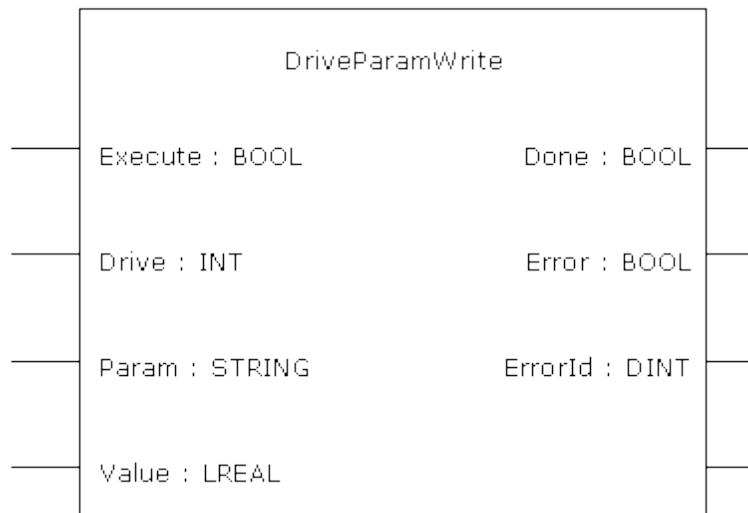 DriveParamWrite
Execute : BOOL Done : BOOL
Drive : INT Error : BOOL
Param : STRING ErrorId : DINT
Value : LREAL